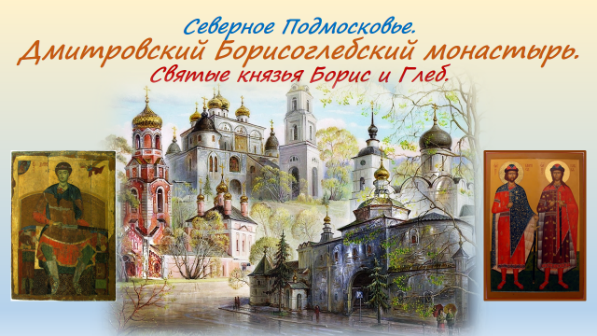 Северное Подмосковье.
Дмитровский Борисоглебский монастырь.
Святые князья Борис и Глеб.